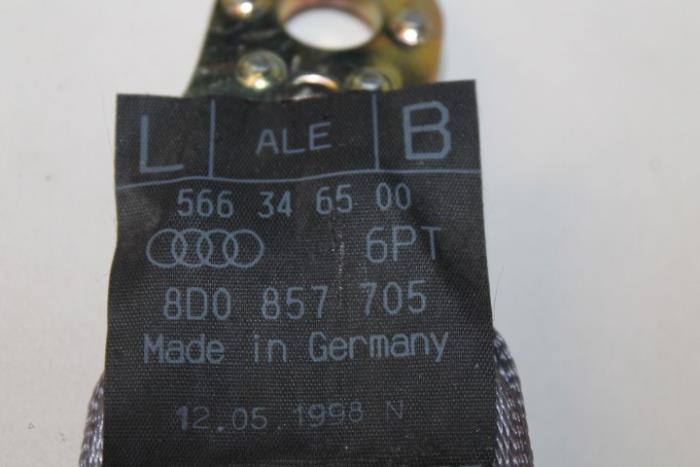 L ALE B
566 34 65 00
6PT
8D0 857 705
Made in Germany
12.05.1998 N